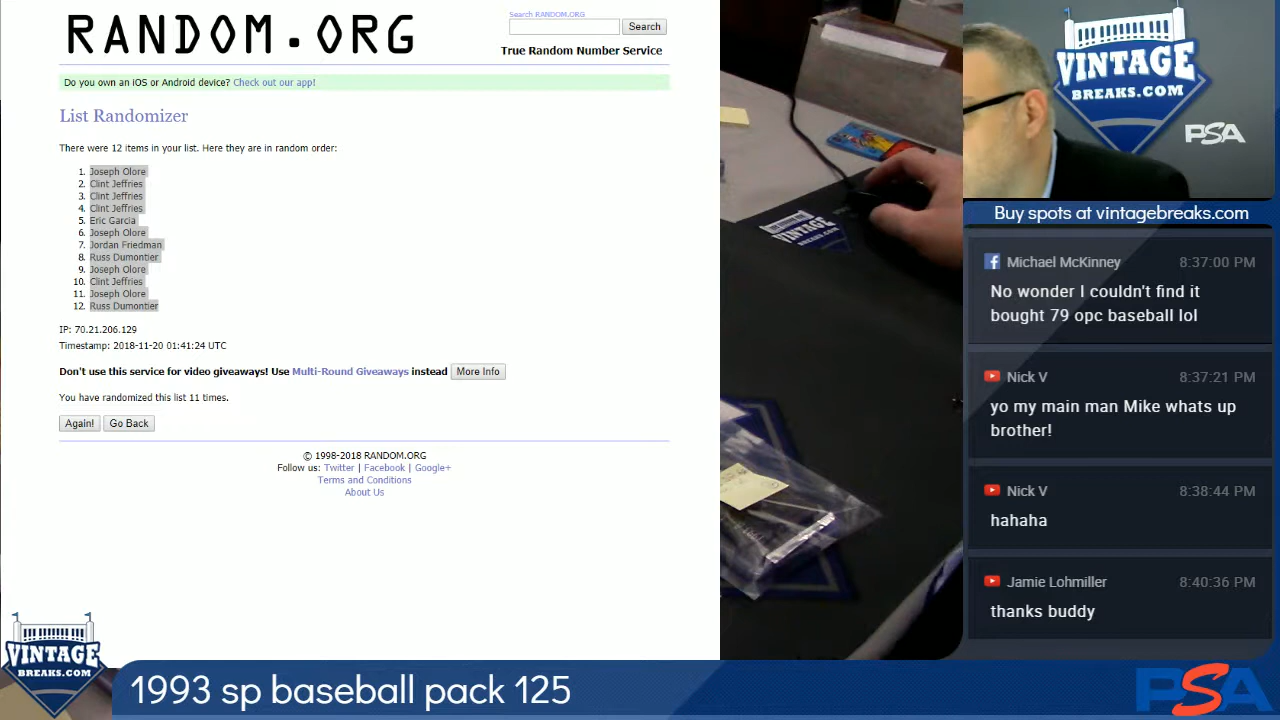 RANDOM.ORG
Search RANDOM.ORG
Search
True Random Number Service
Do you own an iOS or Android device? Check out our app!
List Randomizer
There were 12 items in your list. Here they are in random order:
1. Joseph Olore
2. Clint Jeffries
3. Clint Jeffries
4. Clint Jeffries
5. Eric Garcia
6. Joseph Olore
7. Jordan Friedman
8. Russ Dumontier
9. Joseph Olore
10. Clint Jeffries
11. Joseph Olore
12. Russ Dumontier
IP: 70.21.206.129
Timestamp: 2018-11-20 01:41:24 UTC
Don't use this service for video giveaways! Use Multi-Round Giveaways instead More Info
You have randomized this list 11 times.
Again! Go Back
© 1998-2018 RANDOM.ORG
Follow us: Twitter | Facebook | Google+
Terms and Conditions
About Us
VINTAGE
BREAKS.COM
VINTAGE
BREAKS.COM
PSA
Buy spots at vintagebreaks.com
Michael McKinney 8:37:00 PM
No wonder I couldn't find it
bought 79 opc baseball lol
Nick V 8:37:21 PM
yo my main man Mike whats up
brother!
Nick V 8:38:44 PM
hahaha
Jamie Lohmiller 8:40:36 PM
thanks buddy
VINTAGE
BREAKS.COM
1993 sp baseball pack 125
PSA